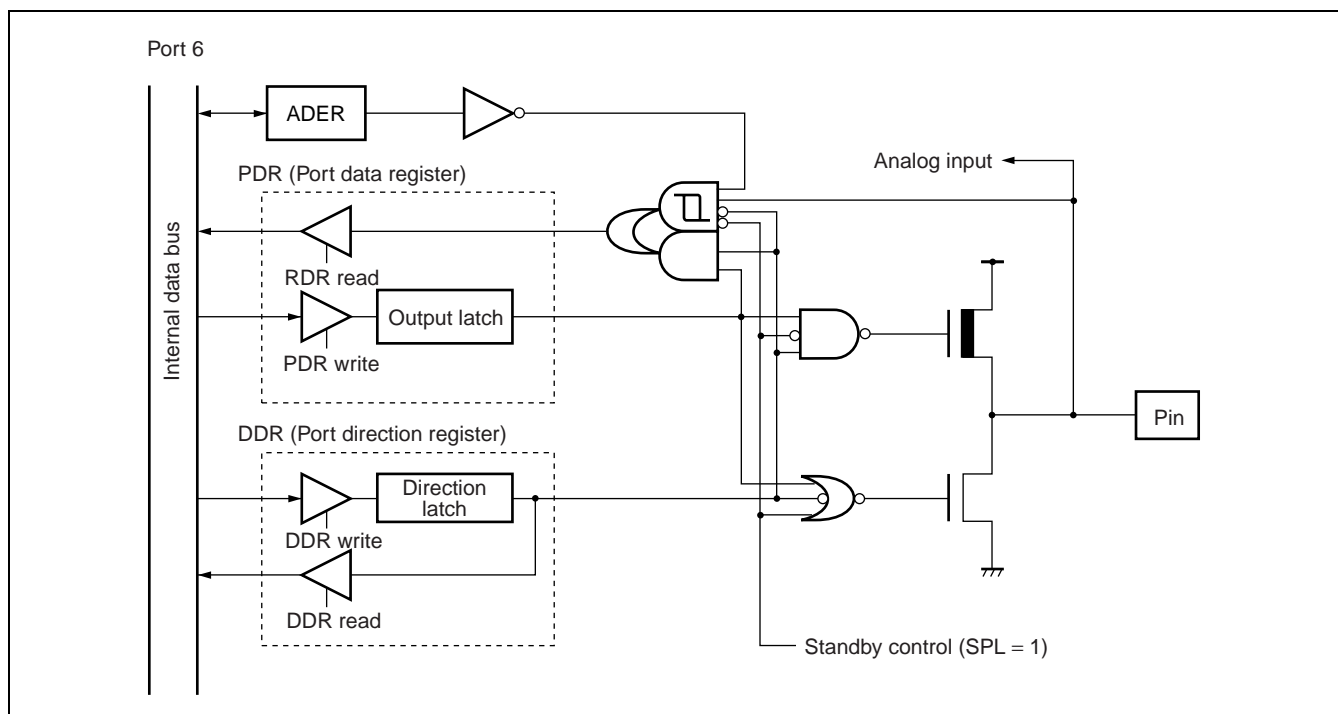 Port 6
ADER
Analog input
PDR (Port data register)
RDR read
Output latch
PDR write
Internal data bus
Pin
DDR (Port direction register)
Direction
latch
DDR write
DDR read
Standby control (SPL = 1)